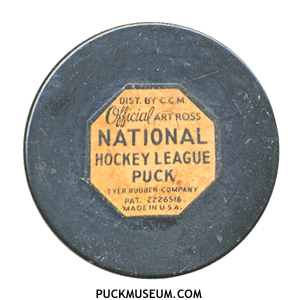 DIST. BY C.C.M.
Official ART ROSS
NATIONAL
HOCKEY LEAGUE
PUCK
TYER RUBBER COMPANY
PAT. 2226516
MADE IN U.S.A.
PUCKMUSEUM.COM